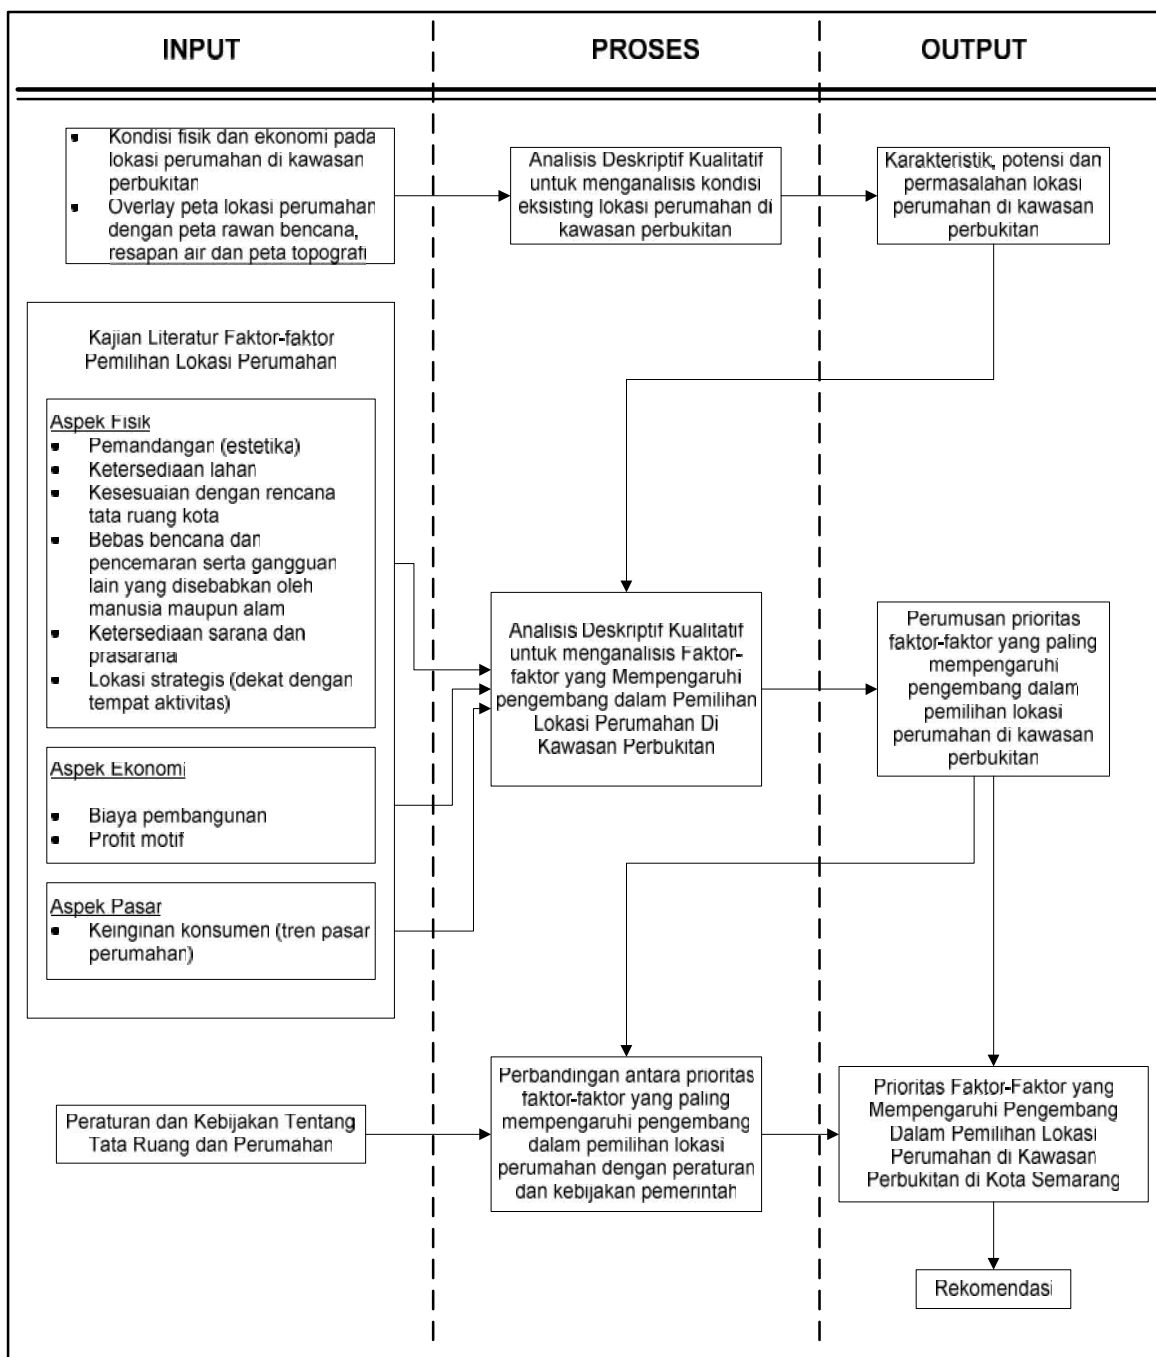 INPUT
PROSES
OUTPUT
Kondisi fisik dan ekonomi pada
lokasi perumahan di kawasan
perbukitan
Overlay peta lokasi perumahan
dengan peta rawan bencana,
resapan air dan peta topografi
Analisis Deskriptif Kualitatif
untuk menganalisis kondisi
eksisting lokasi perumahan di
kawasan perbukitan
Karakteristik, potensi dan
permasalahan lokasi
perumahan di kawasan
perbukitan
Kajian Literatur Faktor-faktor
Pemilihan Lokasi Perumahan
Aspek Fisik
Pemandangan (estetika)
Ketersediaan lahan
Kesesuaian dengan rencana
tata ruang kota
Bebas bencana dan
pencemaran serta gangguan
lain yang disebabkan oleh
manusia maupun alam
Ketersediaan sarana dan
prasarana
Lokasi strategis (dekat dengan
tempat aktivitas)
Aspek Ekonomi
Biaya pembangunan
Profit motif
Aspek Pasar
Keinginan konsumen (tren pasar
perumahan)
Analisis Deskriptif Kualitatif
untuk menganalisis Faktor-
faktor yang Mempengaruhi
pengembang dalam Pemilihan
Lokasi Perumahan Di
Kawasan Perbukitan
Perumusan prioritas
faktor-faktor yang paling
mempengaruhi
pengembang dalam
pemilihan lokasi
perumahan di kawasan
perbukitan
Peraturan dan Kebijakan Tentang
Tata Ruang dan Perumahan
Perbandingan antara prioritas
faktor-faktor yang paling
mempengaruhi pengembang
dalam pemilihan lokasi
perumahan dengan peraturan
dan kebijakan pemerintah
Prioritas Faktor-Faktor yang
Mempengaruhi Pengembang
Dalam Pemilihan Lokasi
Perumahan di Kawasan
Perbukitan di Kota Semarang
Rekomendasi